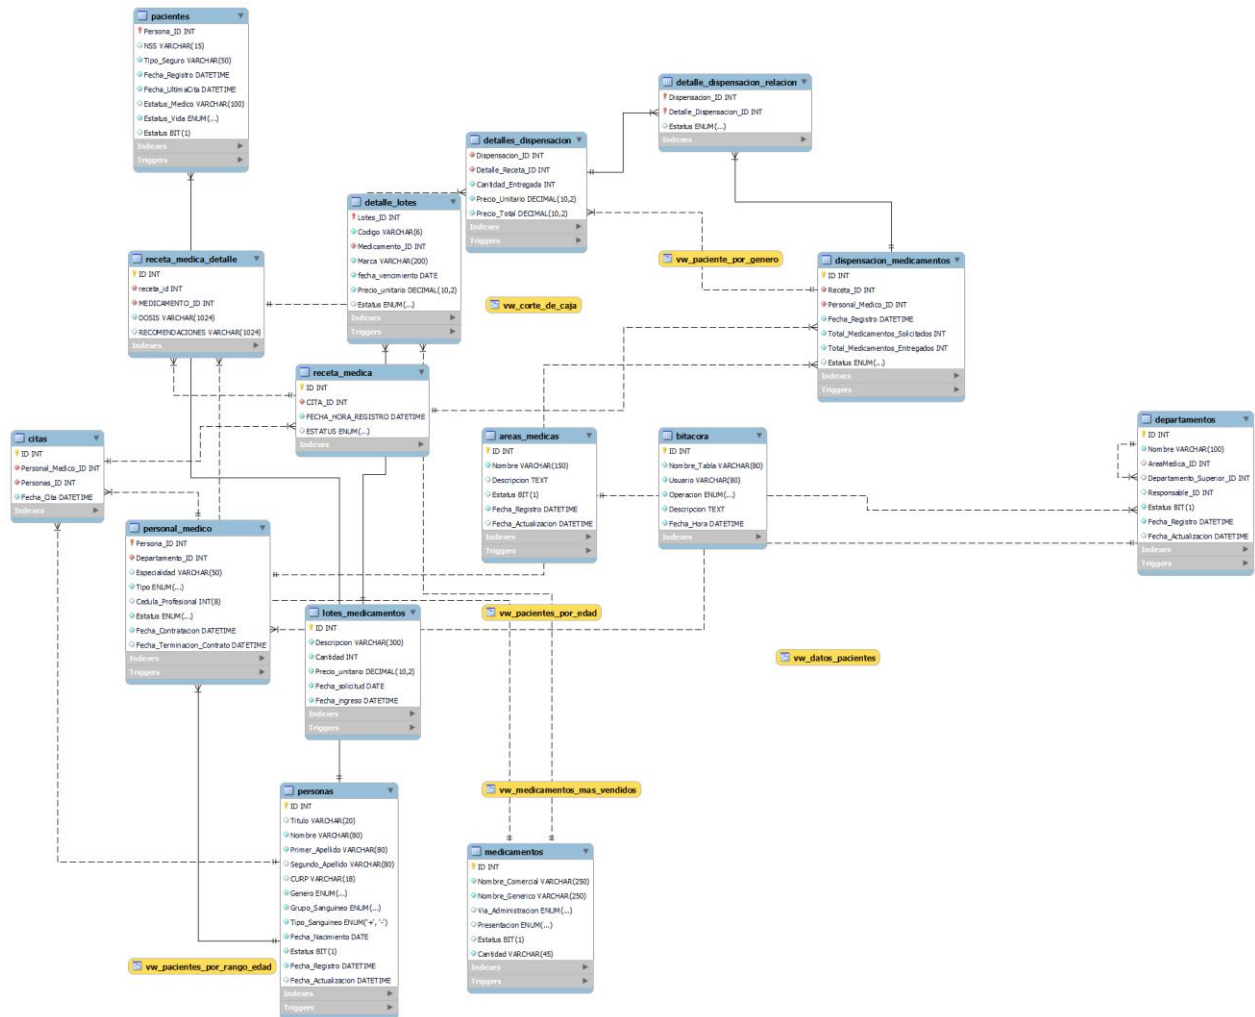 pacientes
Persona_ID INT
NSS VARCHAR(15)
Tipo_Seguro VARCHAR(50)
Fecha_Registro DATETIME
Fecha_UltimaCita DATETIME
Estatus_Medico VARCHAR(100)
Estatus_Vida ENUM(...)
Estatus BIT(1)
Indexes
Triggers
detalle_dispensacion_relacion
Dispensacion_ID INT
Detalle_Dispensacion_ID INT
Estatus ENUM(...)
Indexes
detalles_dispensacion
Dispensacion_ID INT
Detalle_Receta_ID INT
Cantidad_Entregada INT
Precio_Unitario DECIMAL(10,2)
Precio_Total DECIMAL(10,2)
Indexes
Triggers
detalle_lotes
Lotes_ID INT
Codigo VARCHAR(6)
Medicamento_ID INT
Marca VARCHAR(200)
fecha_vencimiento DATE
Precio_unitario DECIMAL(10,2)
Estatus ENUM(...)
Indexes
Triggers
receta_medica_detalle
ID INT
receta_id INT
MEDICAMENTO_ID INT
DOSIS VARCHAR(1024)
RECOMENDACIONES VARCHAR(1024)
Indexes
vw_paciente_por_genero
vw_corte_de_caja
dispensacion_medicamentos
ID INT
Receta_ID INT
Personal_Medico_ID INT
Fecha_Registro DATETIME
Total_Medicamentos_Solicitados INT
Total_Medicamentos_Entregados INT
Estatus ENUM(...)
Indexes
Triggers
receta_medica
ID INT
CITA_ID INT
FECHA_HORA_REGISTRO DATETIME
ESTATUS ENUM(...)
Indexes
citas
ID INT
Personal_Medico_ID INT
Personas_ID INT
Fecha_Cita DATETIME
Indexes
areas_medicas
ID INT
Nombre VARCHAR(150)
Descripcion TEXT
Estatus BIT(1)
Fecha_Registro DATETIME
Fecha_Actualizacion DATETIME
Indexes
Triggers
bitacora
ID INT
Nombre_Tabla VARCHAR(80)
Usuario VARCHAR(80)
Operacion ENUM(...)
Descripcion TEXT
Fecha_Hora DATETIME
Indexes
departamentos
ID INT
Nombre VARCHAR(100)
AreaMedica_ID INT
Departamento_Superior_ID INT
Responsable_ID INT
Estatus BIT(1)
Fecha_Registro DATETIME
Fecha_Actualizacion DATETIME
Indexes
Triggers
personal_medico
Persona_ID INT
Departamento_ID INT
Especialidad VARCHAR(50)
Tipo ENUM(...)
Cedula_Profesional INT(8)
Estatus ENUM(...)
Fecha_Contratacion DATETIME
Fecha_Terminacion_Contrato DATETIME
Indexes
Triggers
lotes_medicamentos
ID INT
Descripcion VARCHAR(300)
Cantidad INT
Precio_unitario DECIMAL(10,2)
Fecha_solicitud DATE
Fecha_ingreso DATETIME
Indexes
Triggers
vw_pacientes_por_edad
vw_datos_pacientes
vw_medicamentos_mas_vendidos
personas
ID INT
Titulo VARCHAR(20)
Nombre VARCHAR(80)
Primer_Apellido VARCHAR(80)
Segundo_Apellido VARCHAR(80)
CURP VARCHAR(18)
Genero ENUM(...)
Grupo_Sanguineo ENUM(...)
Tipo_Sanguineo ENUM('+', '-')
Fecha_Nacimiento DATE
Estatus BIT(1)
Fecha_Registro DATETIME
Fecha_Actualizacion DATETIME
Indexes
Triggers
medicamentos
ID INT
Nombre_Comercial VARCHAR(250)
Nombre_Generico VARCHAR(250)
Via_Administracion ENUM(...)
Presentacion ENUM(...)
Estatus BIT(1)
Cantidad VARCHAR(45)
Indexes
Triggers
vw_pacientes_por_rango_edad